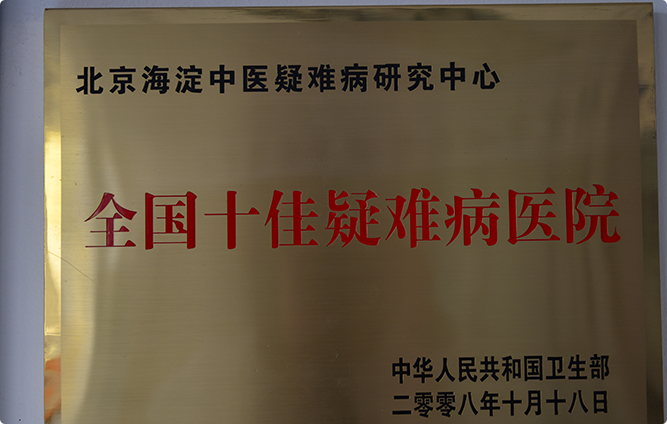 北京海淀中医疑难病研究中心
全国十佳疑难病医院
中华人民共和国卫生部
二零零八年十月十八日